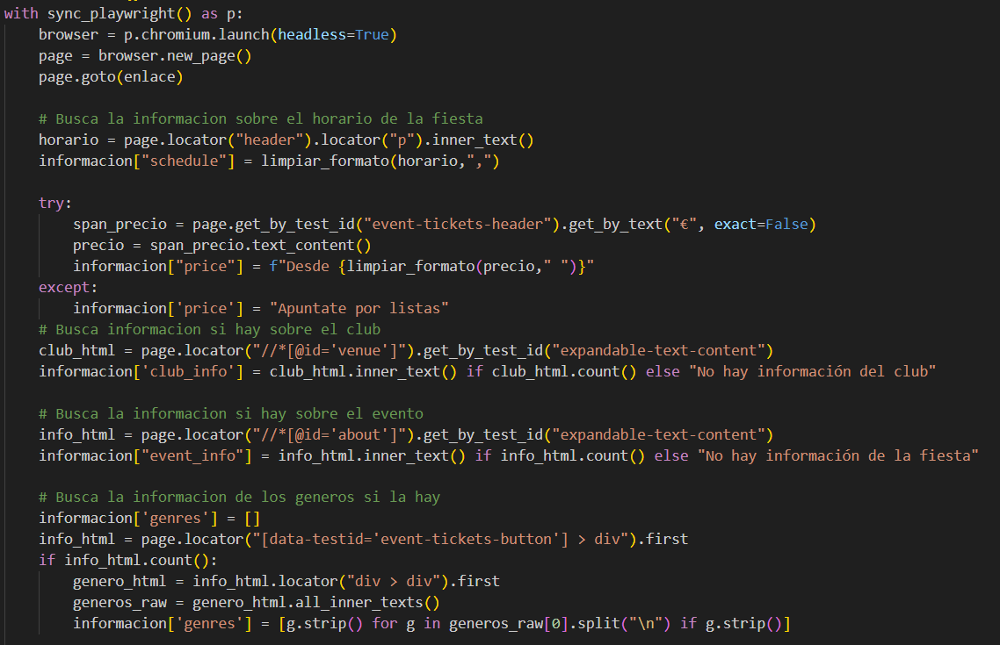 with sync_playwright() as p:
    browser = p.chromium.launch(headless=True)
    page = browser.new_page()
    page.goto(enlace)

    # Busca la informacion sobre el horario de la fiesta
    horario = page.locator("header").locator("p").inner_text()
    informacion["schedule"] = limpiar_formato(horario,",")

    try:
        span_precio = page.get_by_test_id("event-tickets-header").get_by_text("€", exact=False)
        precio = span_precio.text_content()
        informacion["price"] = f"Desde {limpiar_formato(precio," ")}"
    except:
        informacion['price'] = "Apuntate por listas"
    # Busca informacion si hay sobre el club
    club_html = page.locator("//*[@id='venue']").get_by_test_id("expandable-text-content")
    informacion['club_info'] = club_html.inner_text() if club_html.count() else "No hay información del club"

    # Busca la informacion si hay sobre el evento
    info_html = page.locator("//*[@id='about']").get_by_test_id("expandable-text-content")
    informacion["event_info"] = info_html.inner_text() if info_html.count() else "No hay información de la fiesta"

    # Busca la informacion de los generos si la hay
    informacion['genres'] = []
    info_html = page.locator("[data-testid='event-tickets-button'] > div").first
    if info_html.count():
        genero_html = info_html.locator("div > div").first
        generos_raw = genero_html.all_inner_texts()
        informacion['genres'] = [g.strip() for g in generos_raw[0].split("\n") if g.strip()]